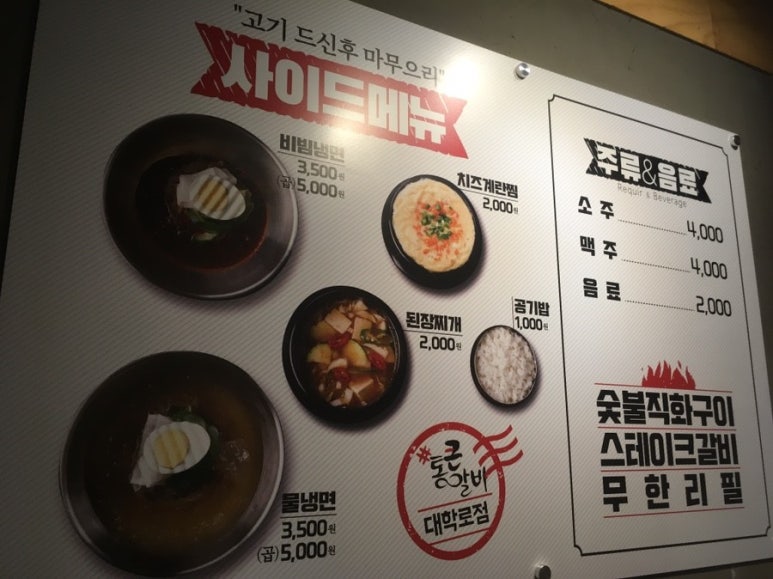 "고기 드신후 마무으리"
사이드메뉴
비빔냉면
3,500원
(곱)5,000원
치즈계란찜
2,000원
된장찌개
2,000원
공기밥
1,000원
물냉면
3,500원
(곱)5,000원
#통큰
갈비
대학로점
주류&음료
Requir & Beverage
소주 4,000
맥주 4,000
음료 2,000
숯불직화구이
스테이크갈비
무한리필